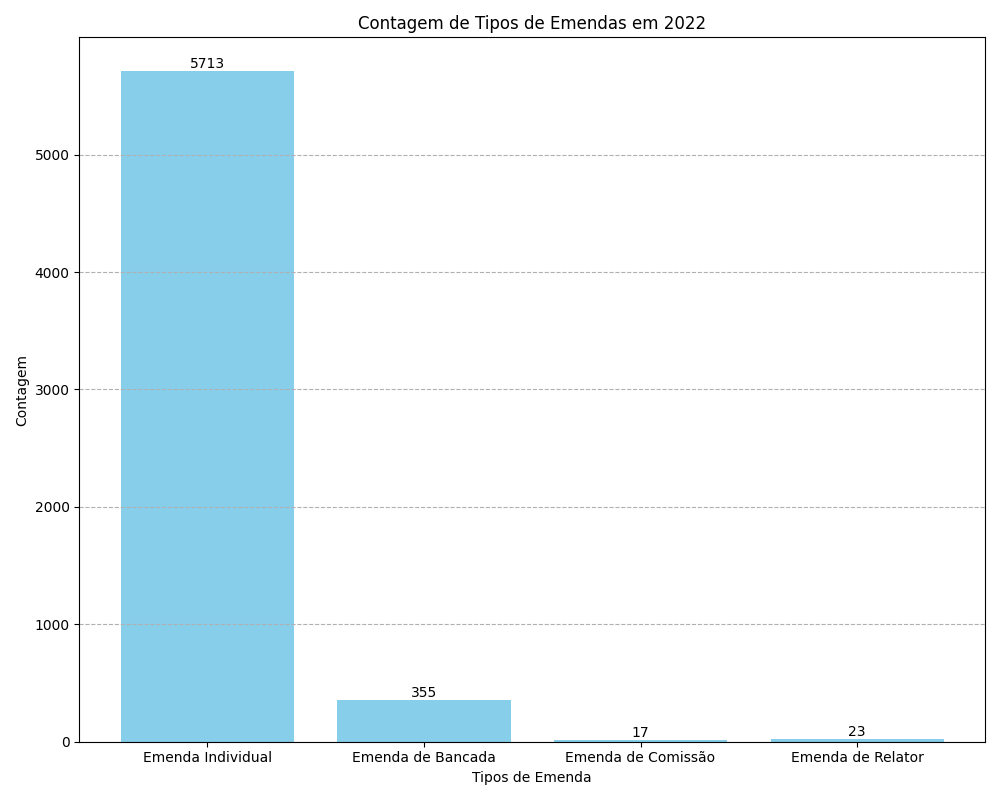 Contagem de Tipos de Emendas em 2022
5713
5000
4000
3000
2000
1000
0
Contagem
355
17
23
Emenda Individual
Emenda de Bancada
Emenda de Comissão
Emenda de Relator
Tipos de Emenda